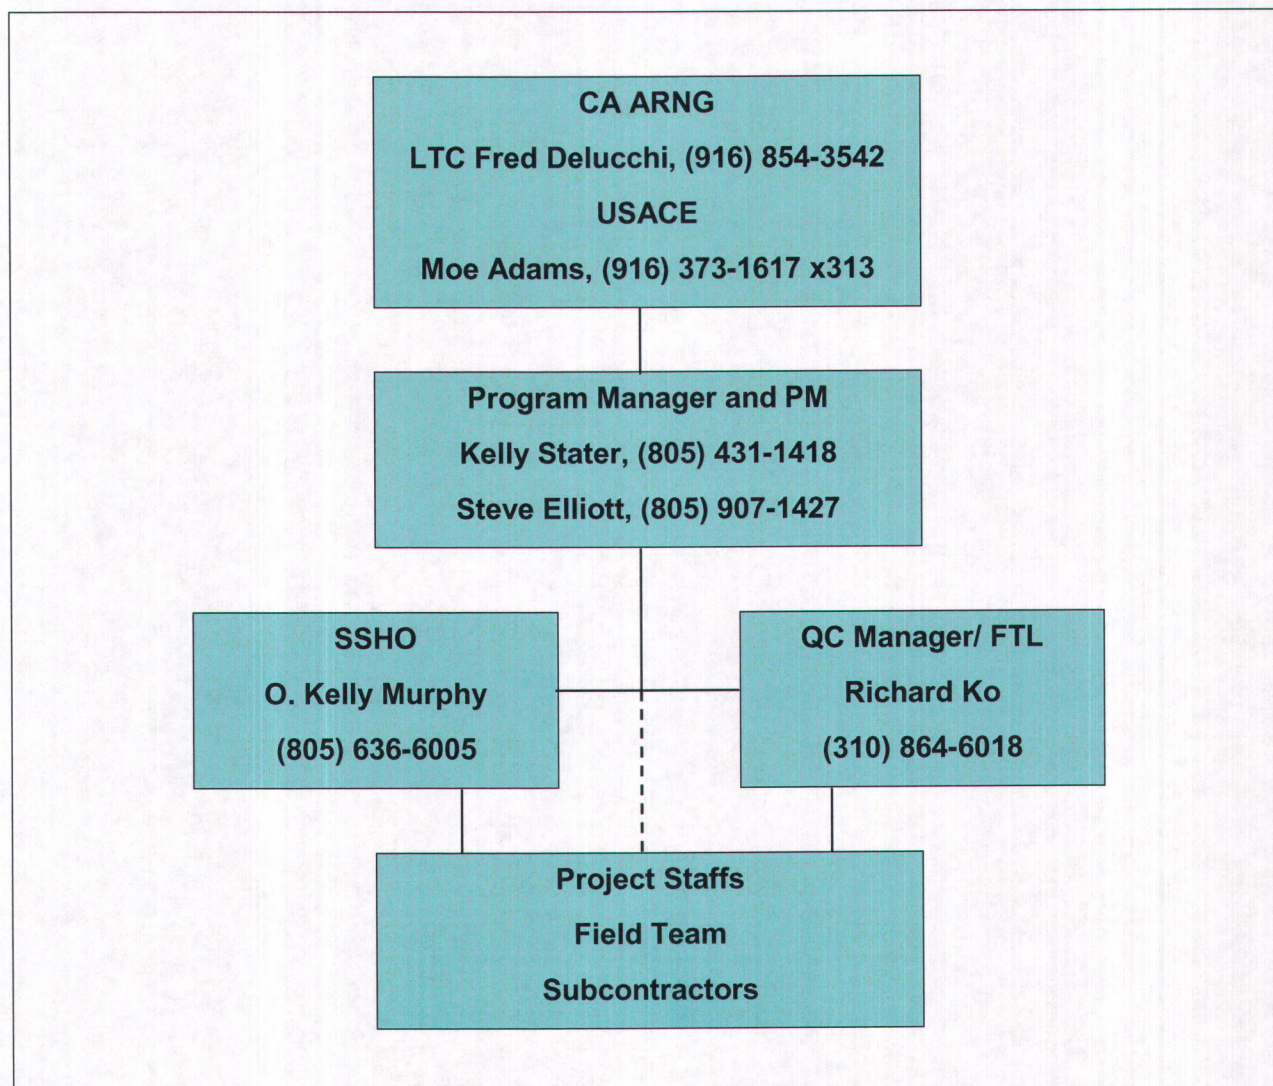 CA ARNG
LTC Fred Delucchi, (916) 854-3542
USACE
Moe Adams, (916) 373-1617 x313
Program Manager and PM
Kelly Stater, (805) 431-1418
Steve Elliott, (805) 907-1427
SSHO
O. Kelly Murphy
(805) 636-6005
QC Manager/ FTL
Richard Ko
(310) 864-6018
Project Staffs
Field Team
Subcontractors